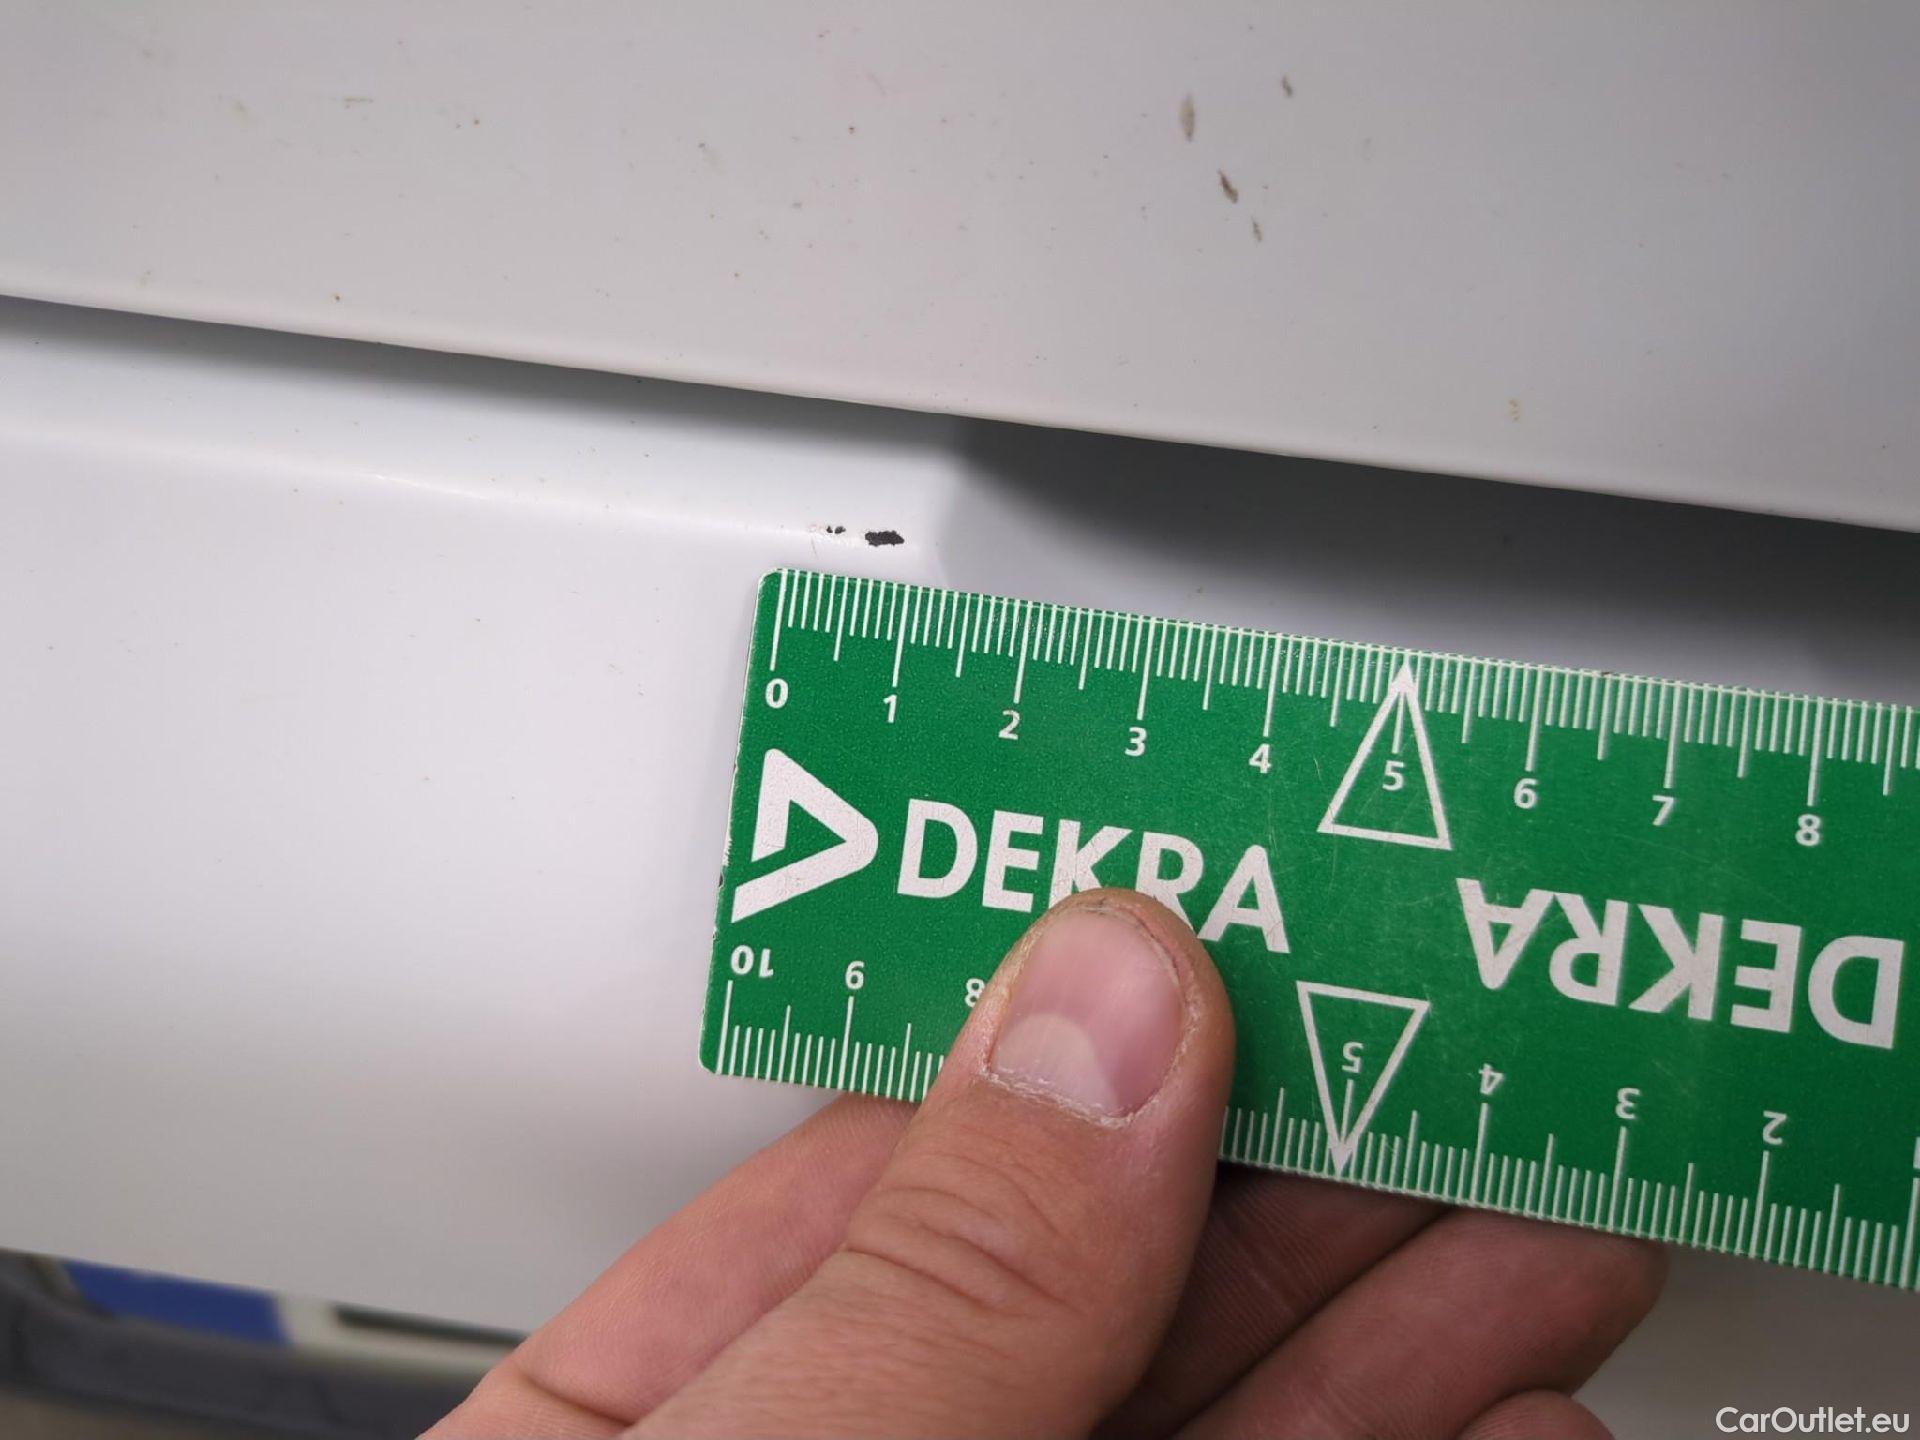 0 1 2 3 4 5 6 7 8
DEKRA
DEKRA
10 9 8 5 4 3 2
CarOutlet.eu